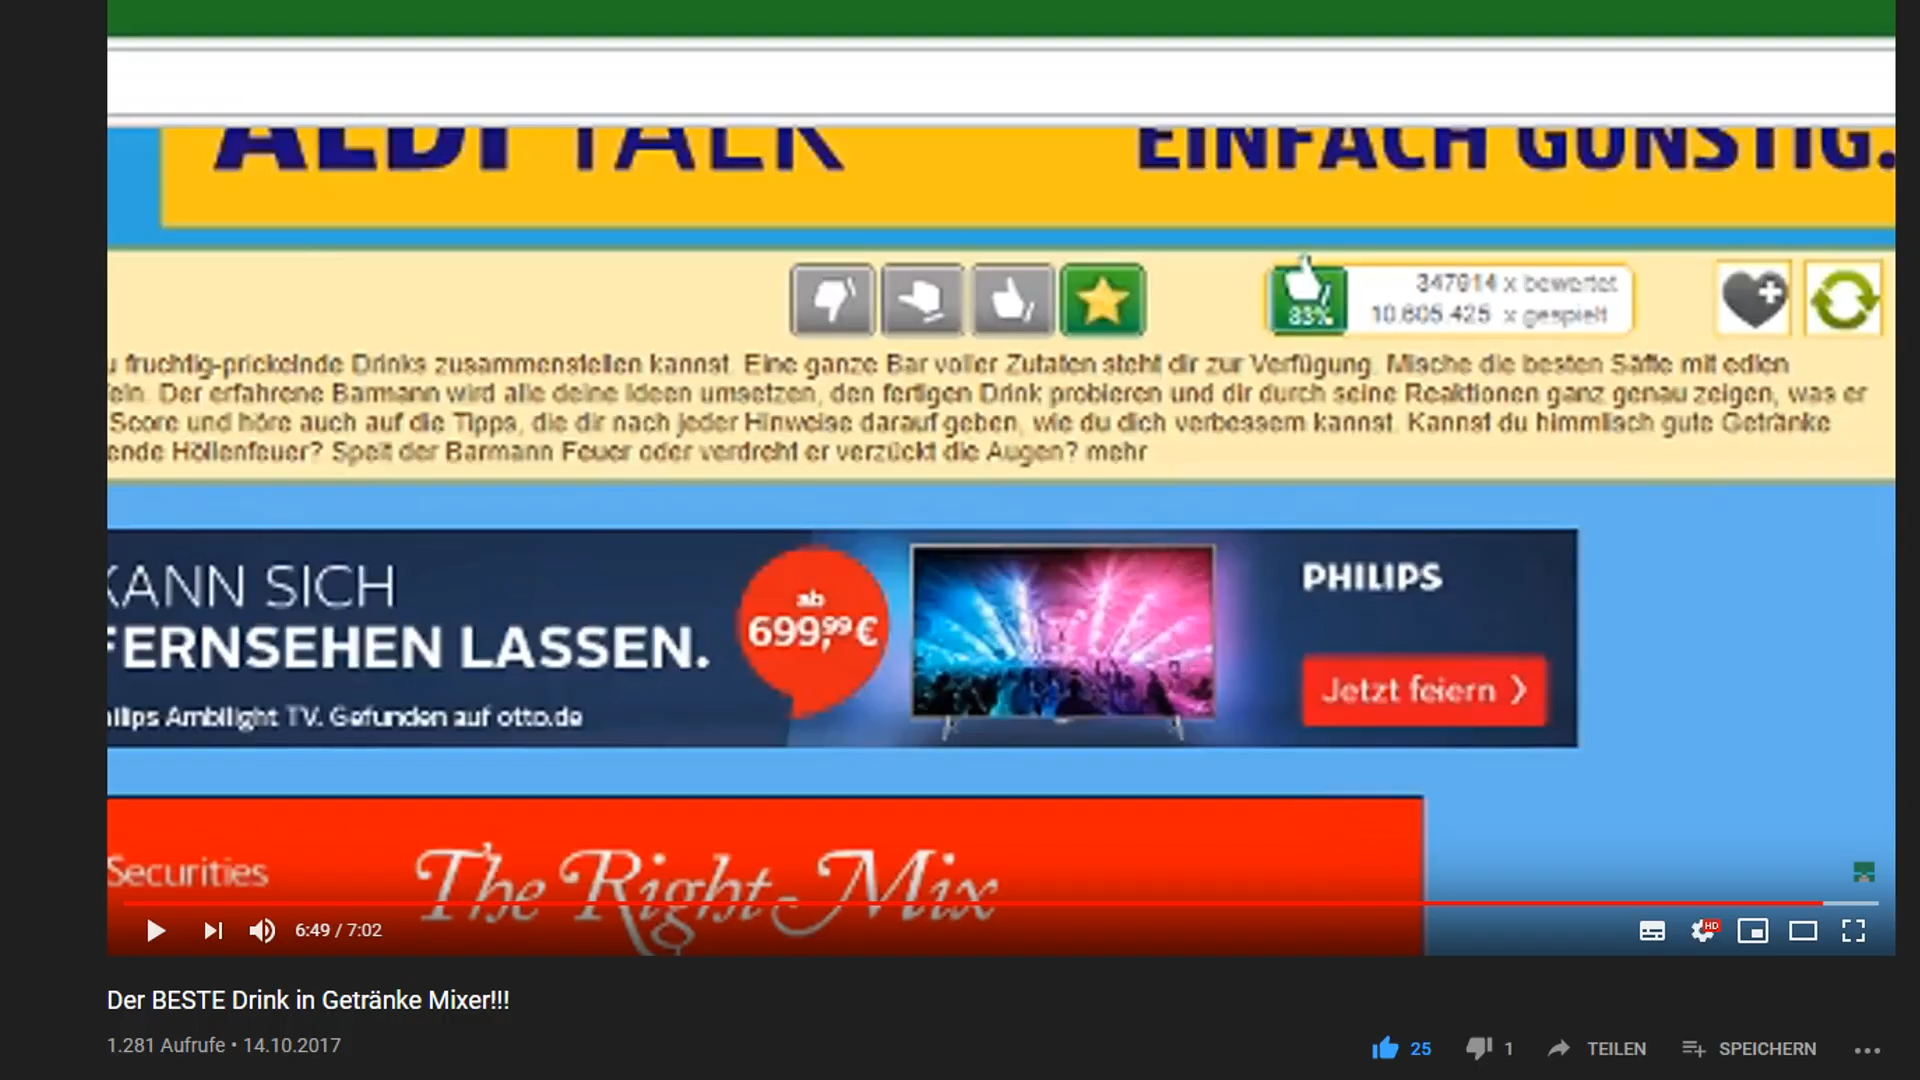 ALDI TALK EINFACH GÜNSTIG.
83%
347914 x bewertet
10.605.425 x gespielt
u fruchtig-prickelnde Drinks zusammenstellen kannst. Eine ganze Bar voller Zutaten steht dir zur Verfügung. Mische die besten Säfte mit edlen
eln. Der erfahrene Barmann wird alle deine Ideen umsetzen, den fertigen Drink probieren und dir durch seine Reaktionen ganz genau zeigen, was er
Score und höre auch auf die Tipps, die dir nach jeder Hinweise darauf geben, wie du dich verbessern kannst. Kannst du himmlisch gute Getränke
ende Höllenfeuer? Speit der Barmann Feuer oder verdreht er verzückt die Augen? mehr
KANN SICH
FERNSEHEN LASSEN.
ab
699,99 €
PHILIPS
Jetzt feiern
hilips Ambilight TV. Gefunden auf otto.de
Securities
The Right Mix
6:49 / 7:02
HD
Der BESTE Drink in Getränke Mixer!!!
1.281 Aufrufe • 14.10.2017
25
1
TEILEN
SPEICHERN